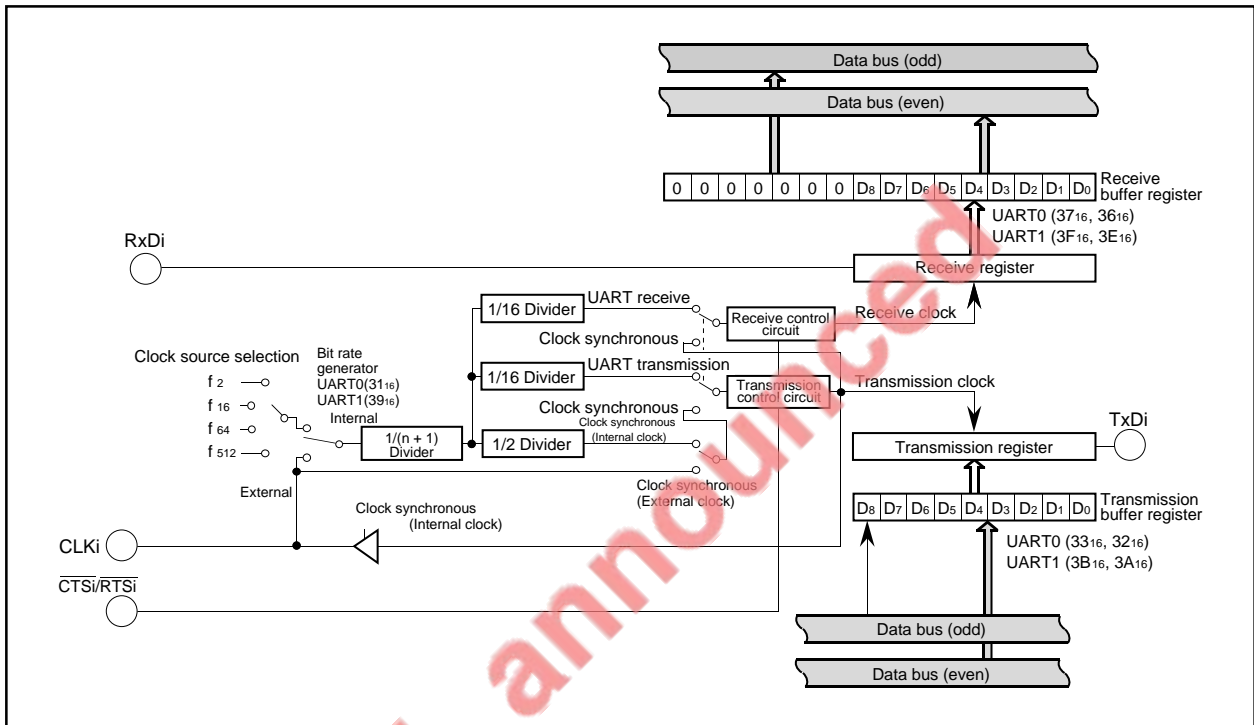 Data bus (odd)
Data bus (even)
0 0 0 0 0 0 0 D8 D7 D6 D5 D4 D3 D2 D1 D0
Receive
buffer register
UART0 (3716, 3616)
UART1 (3F16, 3E16)
RxDi
Receive register
1/16 Divider
UART receive
Receive control
circuit
Receive clock
Clock synchronous
Clock source selection
Bit rate
generator
UART0(3116)
UART1(3916)
Internal
f 2
f 16
f 64
f 512
1/16 Divider
UART transmission
Transmission
control circuit
Transmission clock
Clock synchronous
Clock synchronous
(Internal clock)
1/(n + 1)
Divider
1/2 Divider
Transmission register
TxDi
External
Clock synchronous
(External clock)
Clock synchronous
(Internal clock)
D8 D7 D6 D5 D4 D3 D2 D1 D0
Transmission
buffer register
UART0 (3316, 3216)
UART1 (3B16, 3A16)
CLKi
CTSi/RTSi
Data bus (odd)
Data bus (even)
announced